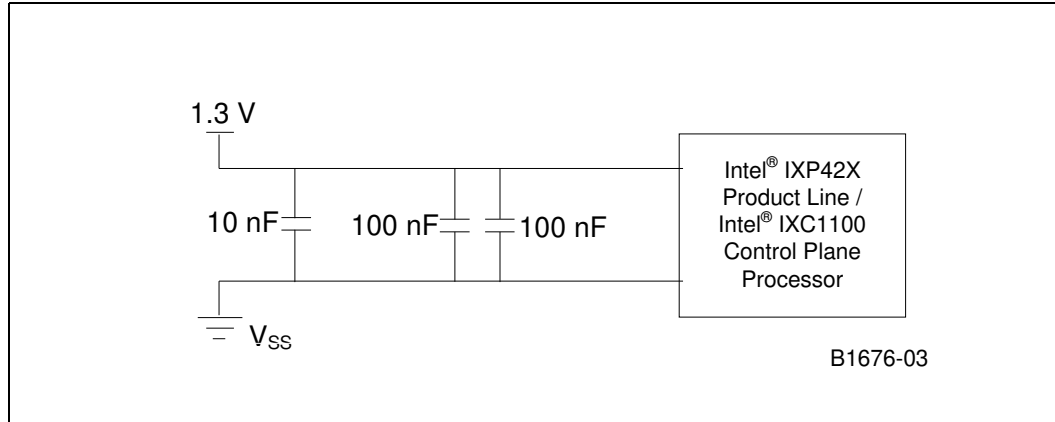 1.3 V
10 nF
100 nF
100 nF
VSS
Intel® IXP42X
Product Line /
Intel® IXC1100
Control Plane
Processor
B1676-03